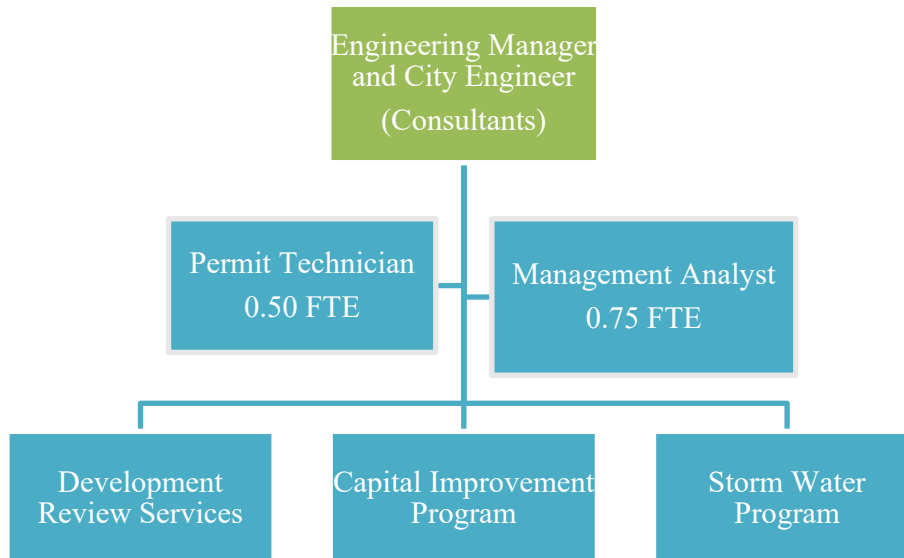 Engineering Manager
and City Engineer
(Consultants)
Permit Technician
0.50 FTE
Management Analyst
0.75 FTE
Development
Review Services
Capital Improvement
Program
Storm Water
Program